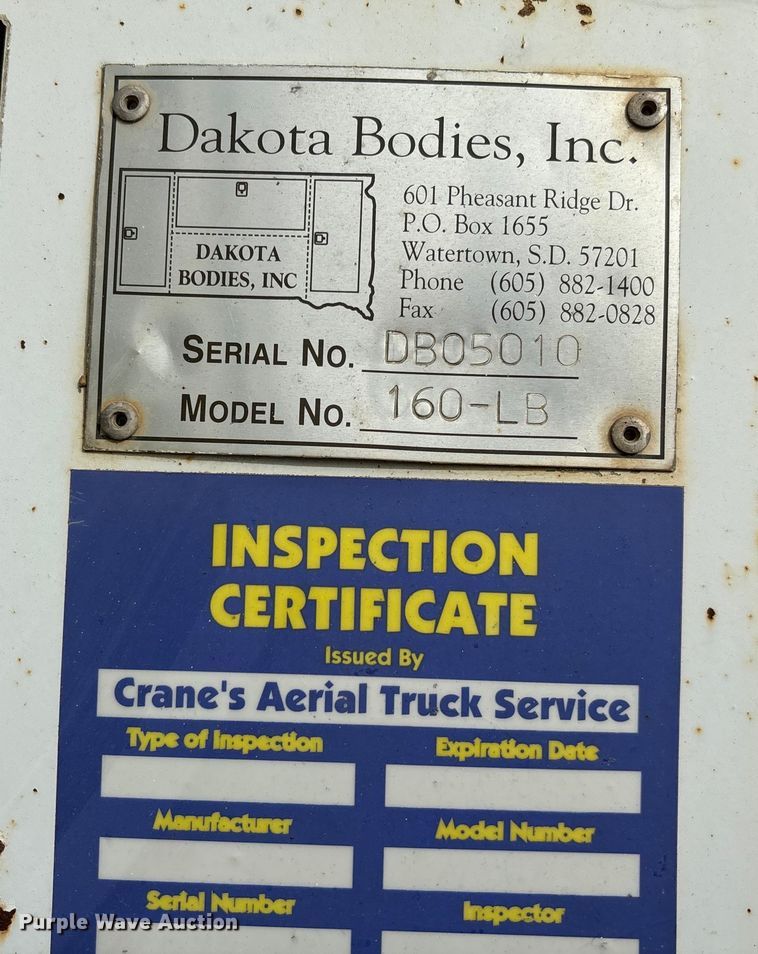 Dakota Bodies, Inc.
DAKOTA
BODIES, INC
601 Pheasant Ridge Dr.
P.O. Box 1655
Watertown, S.D. 57201
Phone (605) 882-1400
Fax (605) 882-0828
SERIAL NO. DB05010
MODEL NO. 160-LB
INSPECTION
CERTIFICATE
Issued By
Crane's Aerial Truck Service
Type of Inspection Expiration Date
Manufacturer Model Number
Serial Number Inspector
Purple Wave Auction